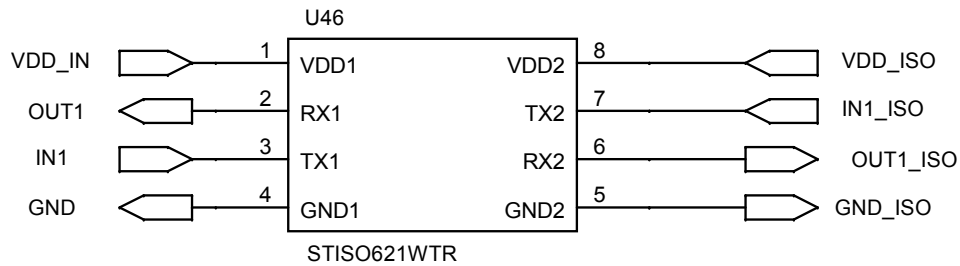 U46
VDD_IN 1 VDD1 VDD2 8 VDD_ISO
OUT1 2 RX1 TX2 7 IN1_ISO
IN1 3 TX1 RX2 6 OUT1_ISO
GND 4 GND1 GND2 5 GND_ISO
STISO621WTR